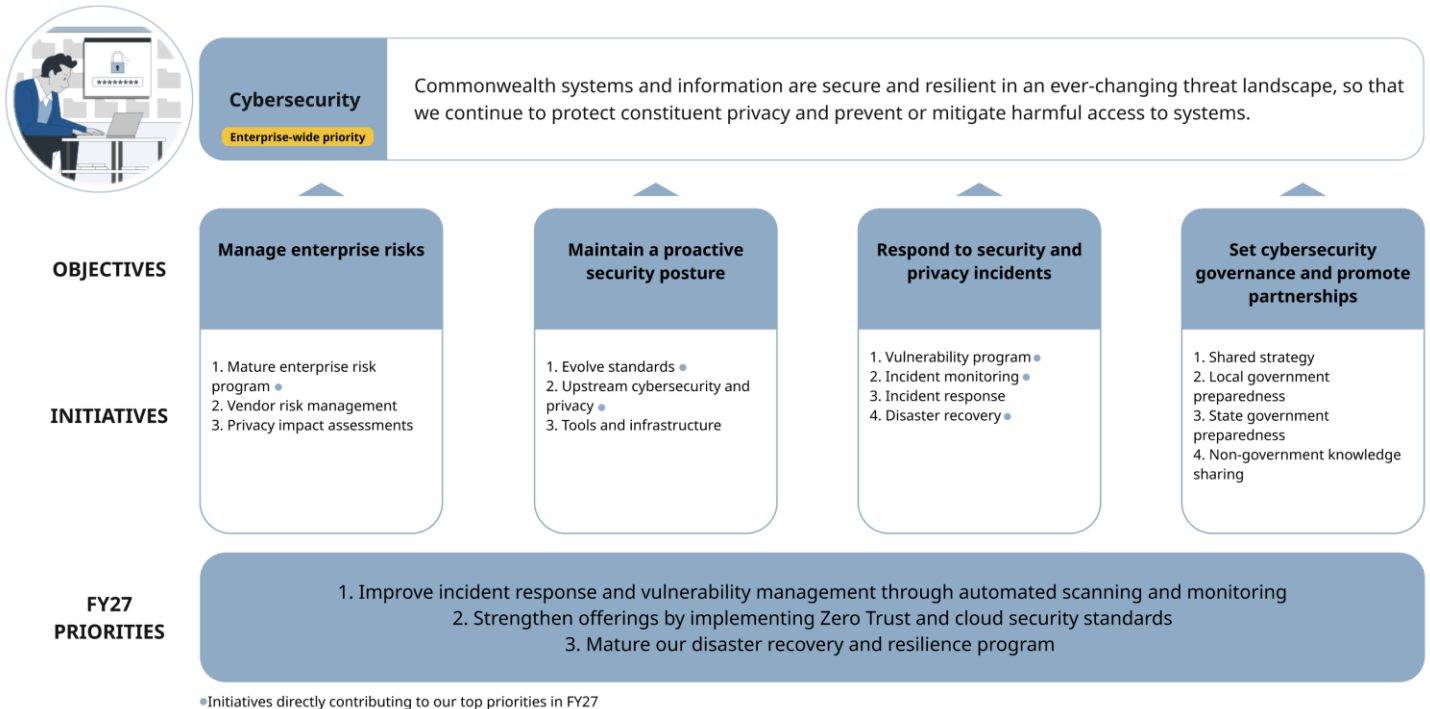 ********
Cybersecurity
Enterprise-wide priority
Commonwealth systems and information are secure and resilient in an ever-changing threat landscape, so that
we continue to protect constituent privacy and prevent or mitigate harmful access to systems.
OBJECTIVES
Manage enterprise risks
Maintain a proactive
security posture
Respond to security and
privacy incidents
Set cybersecurity
governance and promote
partnerships
INITIATIVES
1. Mature enterprise risk
program ●
2. Vendor risk management
3. Privacy impact assessments
1. Evolve standards ●
2. Upstream cybersecurity and
privacy ●
3. Tools and infrastructure
1. Vulnerability program●
2. Incident monitoring ●
3. Incident response
4. Disaster recovery●
1. Shared strategy
2. Local government
preparedness
3. State government
preparedness
4. Non-government knowledge
sharing
FY27
PRIORITIES
1. Improve incident response and vulnerability management through automated scanning and monitoring
2. Strengthen offerings by implementing Zero Trust and cloud security standards
3. Mature our disaster recovery and resilience program
●Initiatives directly contributing to our top priorities in FY27